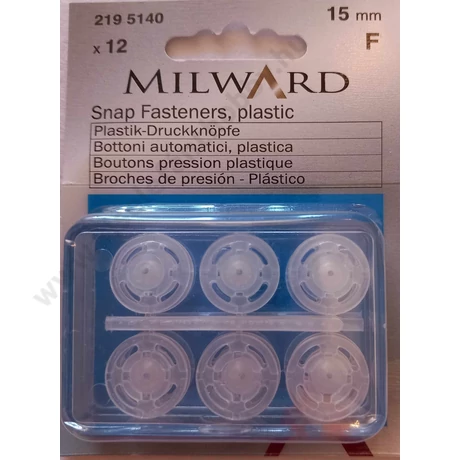 219 5140
15 mm
x 12
F
MILWARD
Snap Fasteners, plastic
Plastik-Druckknöpfe
Bottoni automatici, plastica
Boutons pression plastique
Broches de presión - Plástico